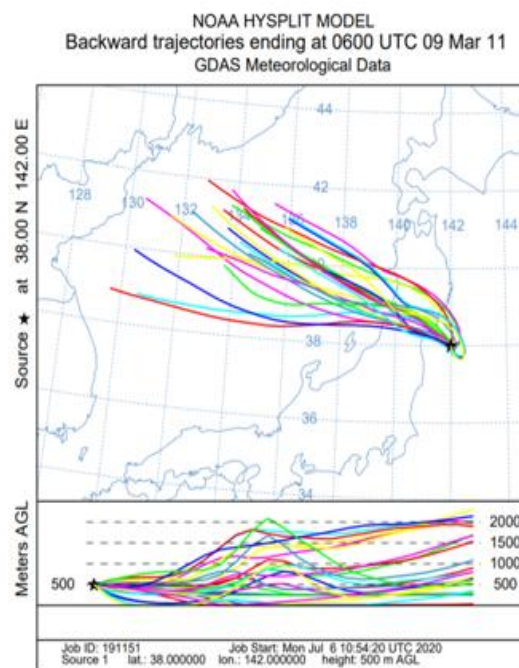 NOAA HYSPLIT MODEL
Backward trajectories ending at 0600 UTC 09 Mar 11
GDAS Meteorological Data
Source ★ at 38.00 N 142.00 E
44
42
128
130
132
134
136
138
140
142
144
38
36
34
Meters AGL
500
2000
1500
1000
500
Job ID: 191151 Job Start: Mon Jul 6 10:54:20 UTC 2020
Source 1 lat.: 38.000000 lon.: 142.000000 height: 500 m AGL